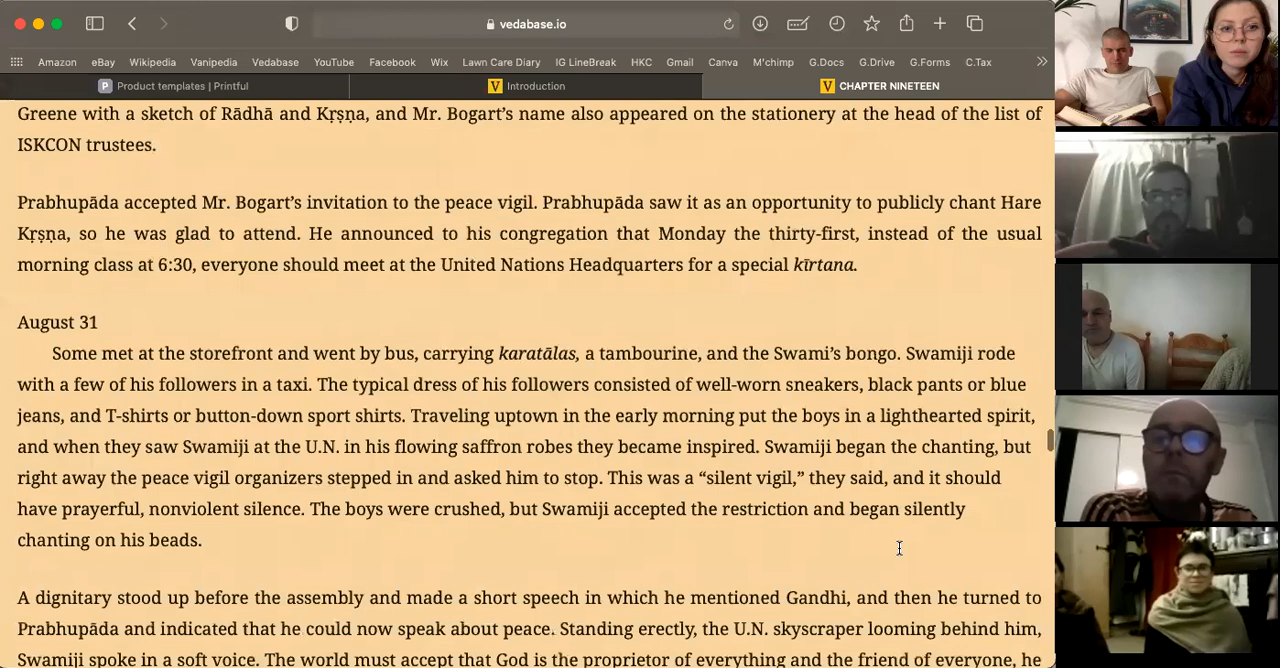 vedabase.io
Amazon eBay Wikipedia Vanipedia Vedabase YouTube Facebook Wix Lawn Care Diary IG LineBreak HKC Gmail Canva M'chimp G.Docs G.Drive G.Forms C.Tax
P Product templates | Printful V Introduction V CHAPTER NINETEEN
Greene with a sketch of Rādhā and Kṛṣṇa, and Mr. Bogart’s name also appeared on the stationery at the head of the list of
ISKCON trustees.
Prabhupāda accepted Mr. Bogart’s invitation to the peace vigil. Prabhupāda saw it as an opportunity to publicly chant Hare
Kṛṣṇa, so he was glad to attend. He announced to his congregation that Monday the thirty-first, instead of the usual
morning class at 6:30, everyone should meet at the United Nations Headquarters for a special kīrtana.
August 31
Some met at the storefront and went by bus, carrying karatālas, a tambourine, and the Swami’s bongo. Swamiji rode
with a few of his followers in a taxi. The typical dress of his followers consisted of well-worn sneakers, black pants or blue
jeans, and T-shirts or button-down sport shirts. Traveling uptown in the early morning put the boys in a lighthearted spirit,
and when they saw Swamiji at the U.N. in his flowing saffron robes they became inspired. Swamiji began the chanting, but
right away the peace vigil organizers stepped in and asked him to stop. This was a “silent vigil,” they said, and it should
have prayerful, nonviolent silence. The boys were crushed, but Swamiji accepted the restriction and began silently
chanting on his beads.
A dignitary stood up before the assembly and made a short speech in which he mentioned Gandhi, and then he turned to
Prabhupāda and indicated that he could now speak about peace. Standing erectly, the U.N. skyscraper looming behind him,
Swamiji spoke in a soft voice. The world must accept that God is the proprietor of everything and the friend of everyone, he